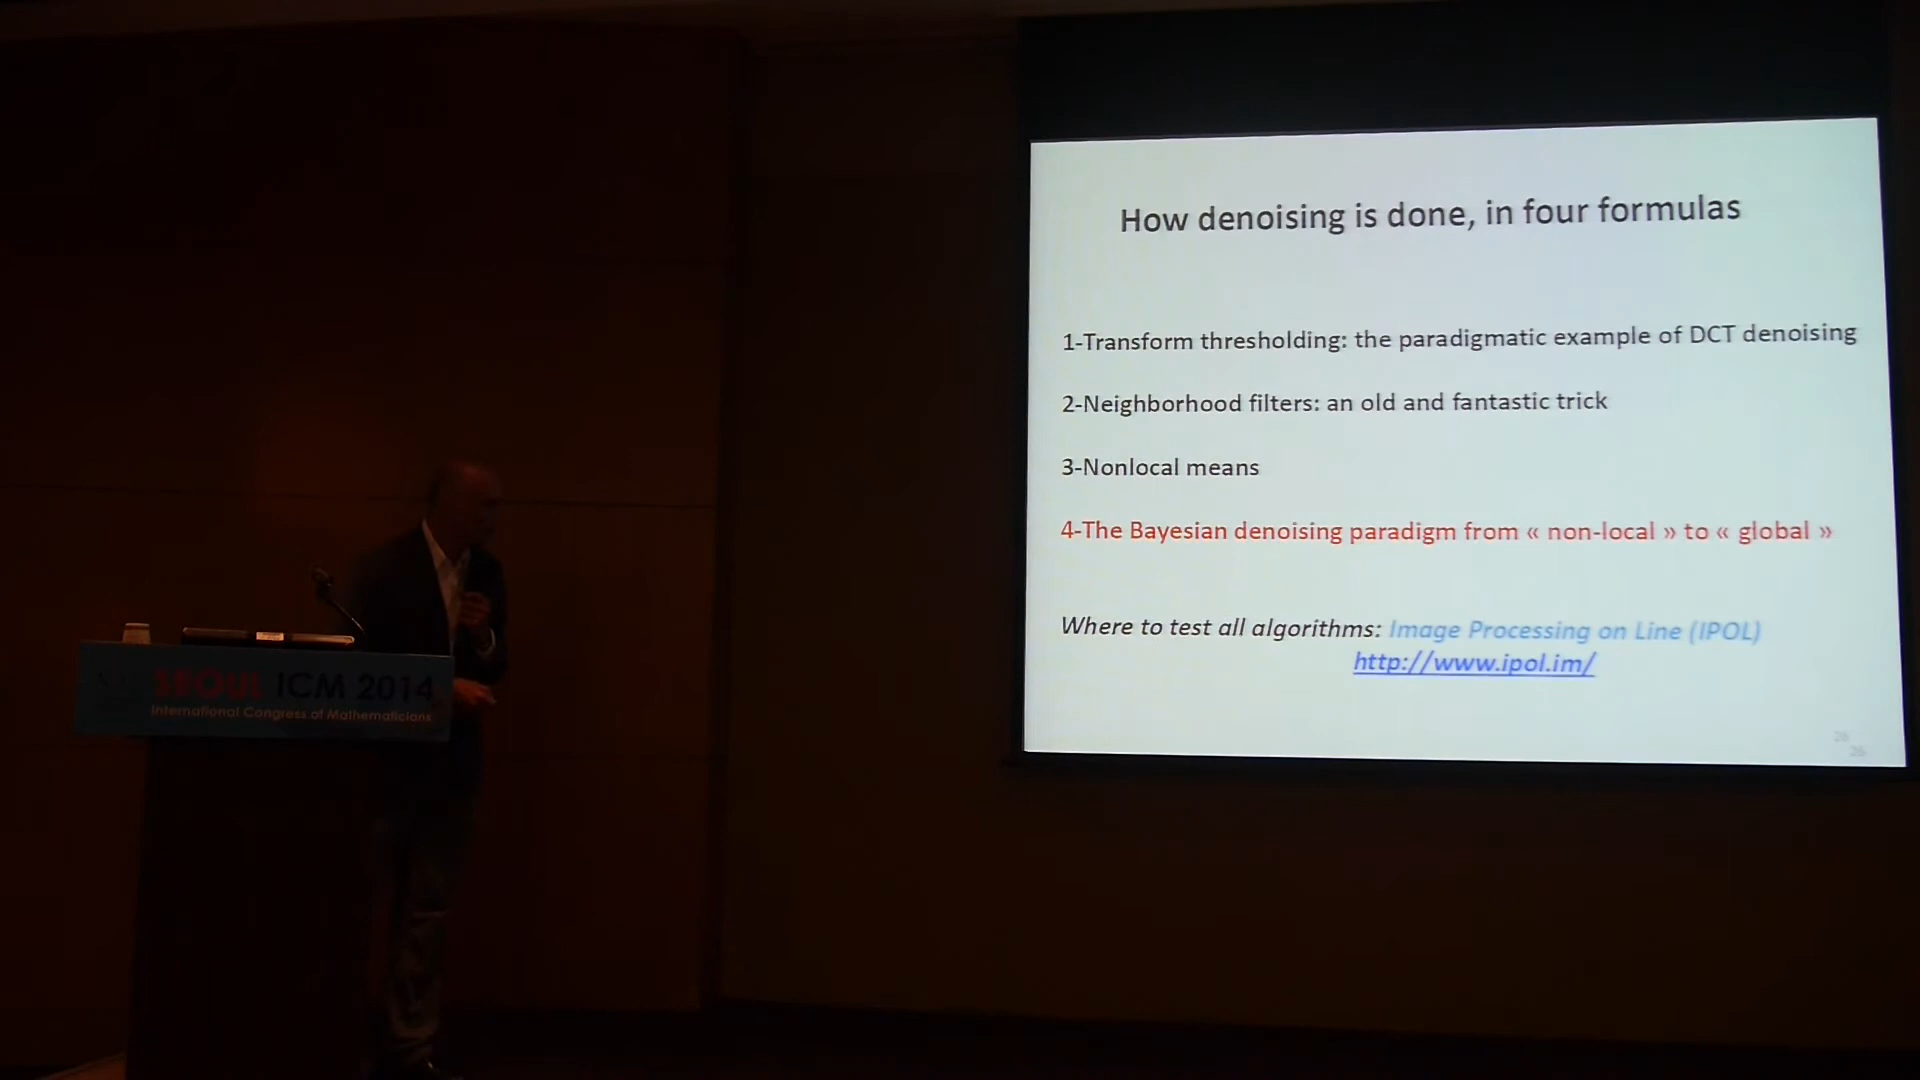 How denoising is done, in four formulas
1-Transform thresholding: the paradigmatic example of DCT denoising
2-Neighborhood filters: an old and fantastic trick
3-Nonlocal means
4-The Bayesian denoising paradigm from « non-local » to « global »
Where to test all algorithms: Image Processing on Line (IPOL)
http://www.ipol.im/
26
26
SEOUL ICM 2014
International Congress of Mathematicians